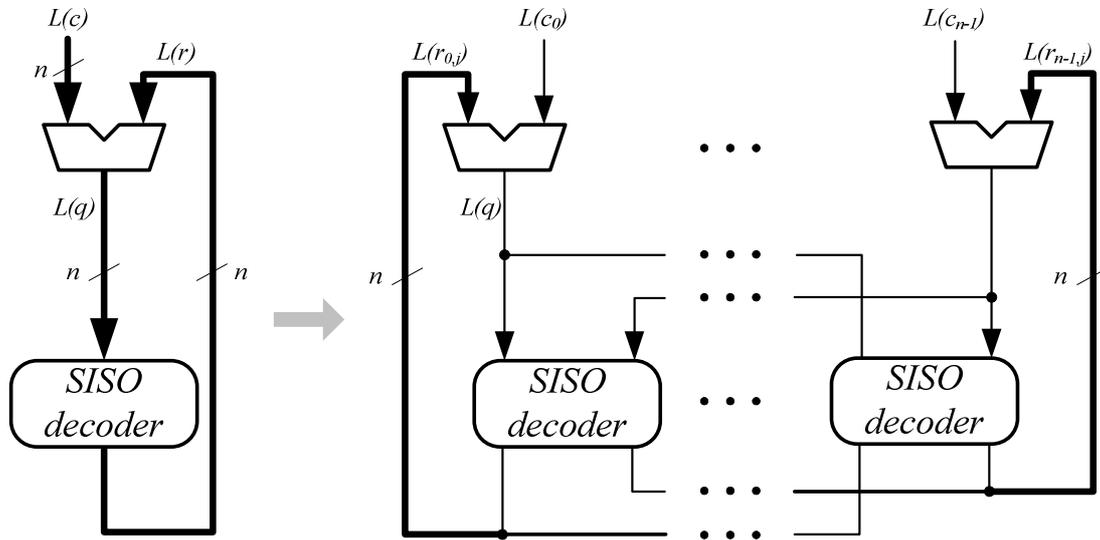 L(c)
L(r)
n
L(q)
n
n
SISO
decoder
L(r0,j)
L(c0)
L(cn-1)
L(rn-1,j)
L(q)
n
n
SISO
decoder
SISO
decoder